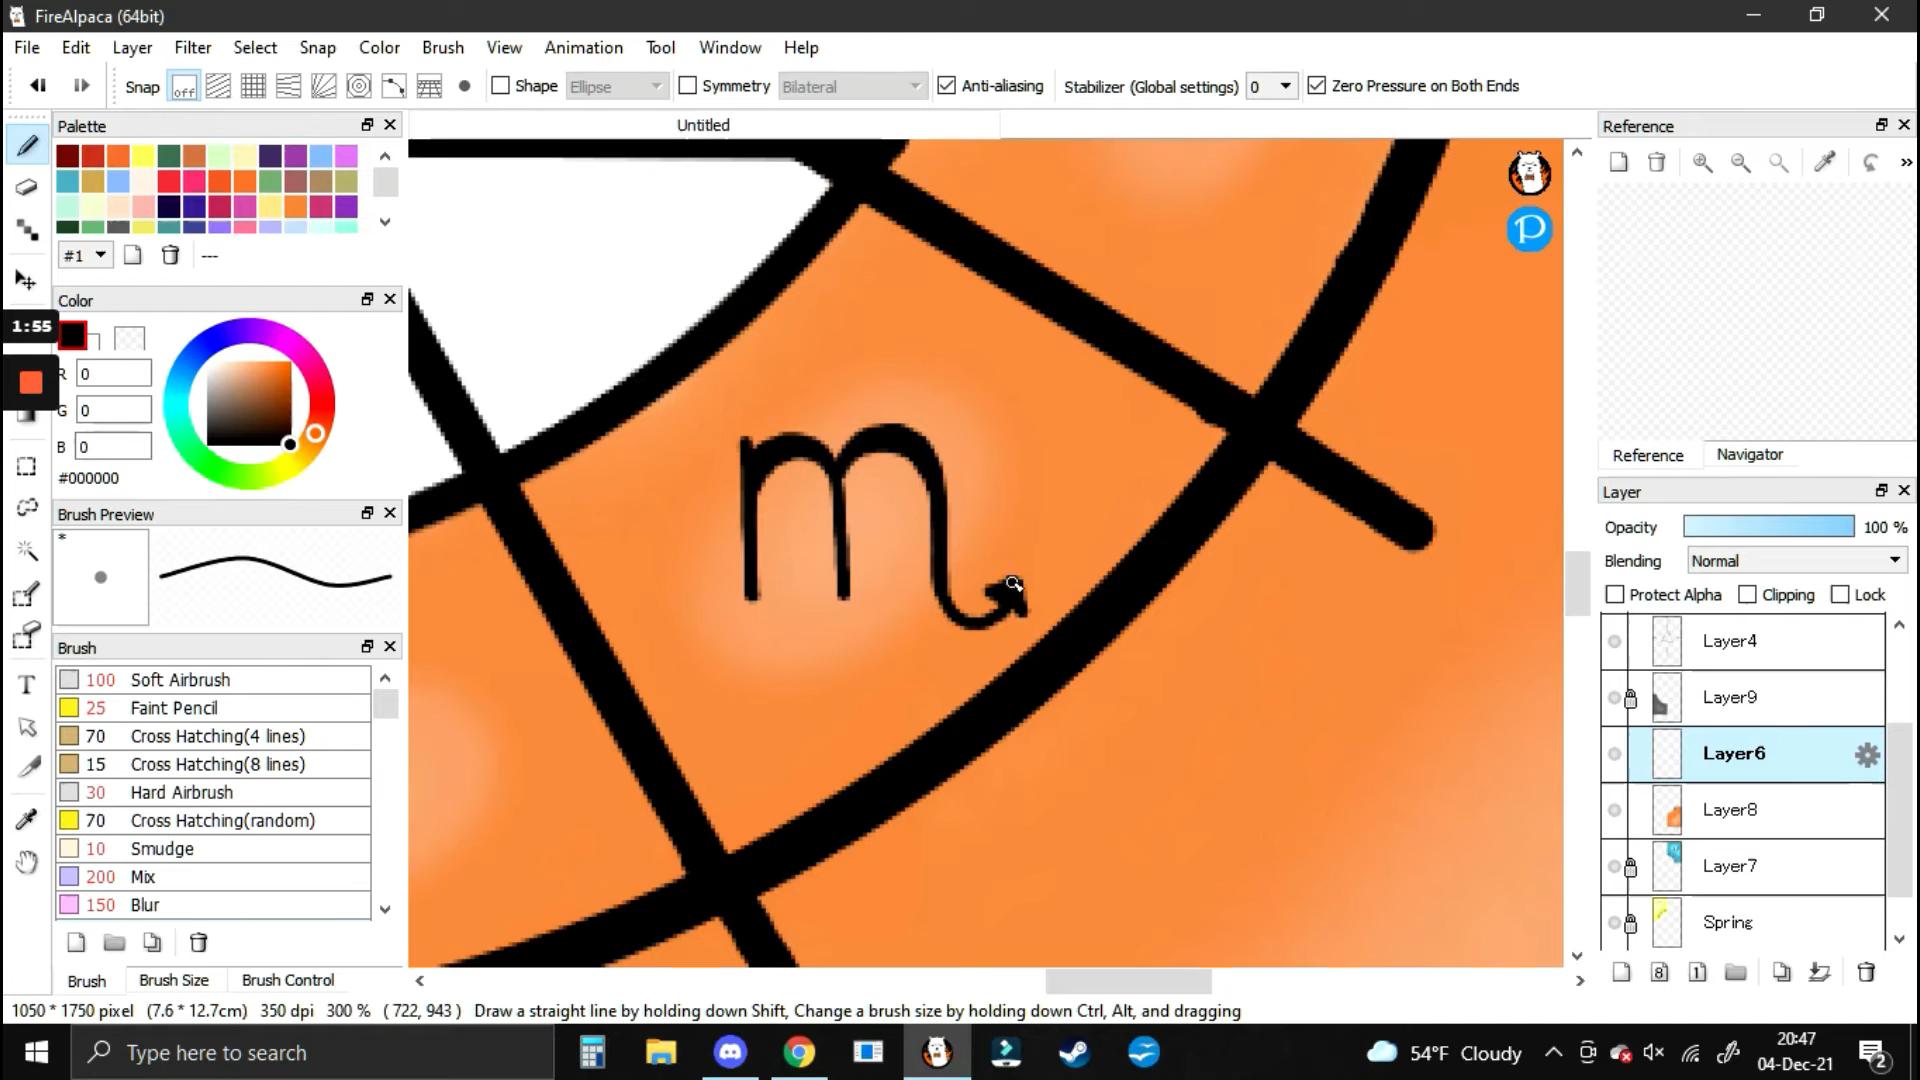 FireAlpaca (64bit)
File Edit Layer Filter Select Snap Color Brush View Animation Tool Window Help
Snap off Shape Ellipse Symmetry Bilateral Anti-aliasing Stabilizer (Global settings) 0 Zero Pressure on Both Ends
Palette
Untitled
Reference
#1
---
Color
1:55
R 0
G 0
B 0
#000000
Reference Navigator
Layer
Opacity 100 %
Brush Preview
*
Blending Normal
Protect Alpha Clipping Lock
Brush
100 Soft Airbrush
25 Faint Pencil
70 Cross Hatching(4 lines)
15 Cross Hatching(8 lines)
30 Hard Airbrush
70 Cross Hatching(random)
10 Smudge
200 Mix
150 Blur
Layer4
Layer9
Layer6
Layer8
Layer7
Spring
T
P
8 1
Brush Brush Size Brush Control
1050 * 1750 pixel (7.6 * 12.7cm) 350 dpi 300 % ( 722, 943 ) Draw a straight line by holding down Shift, Change a brush size by holding down Ctrl, Alt, and dragging
Type here to search
54°F Cloudy
20:47
04-Dec-21
2